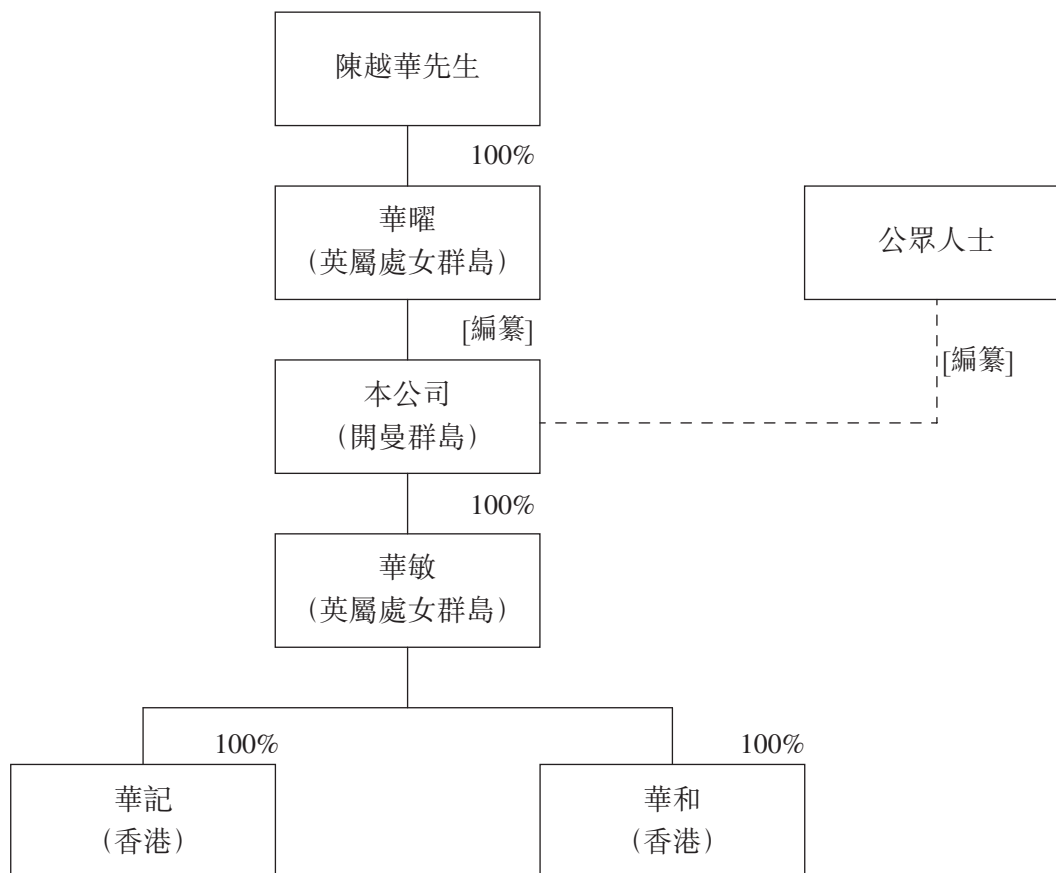 陳越華先生
100%
華曜
（英屬處女群島）
公眾人士
[編纂]
[編纂]
本公司
（開曼群島）
100%
華敏
（英屬處女群島）
100%
100%
華記
（香港）
華和
（香港）